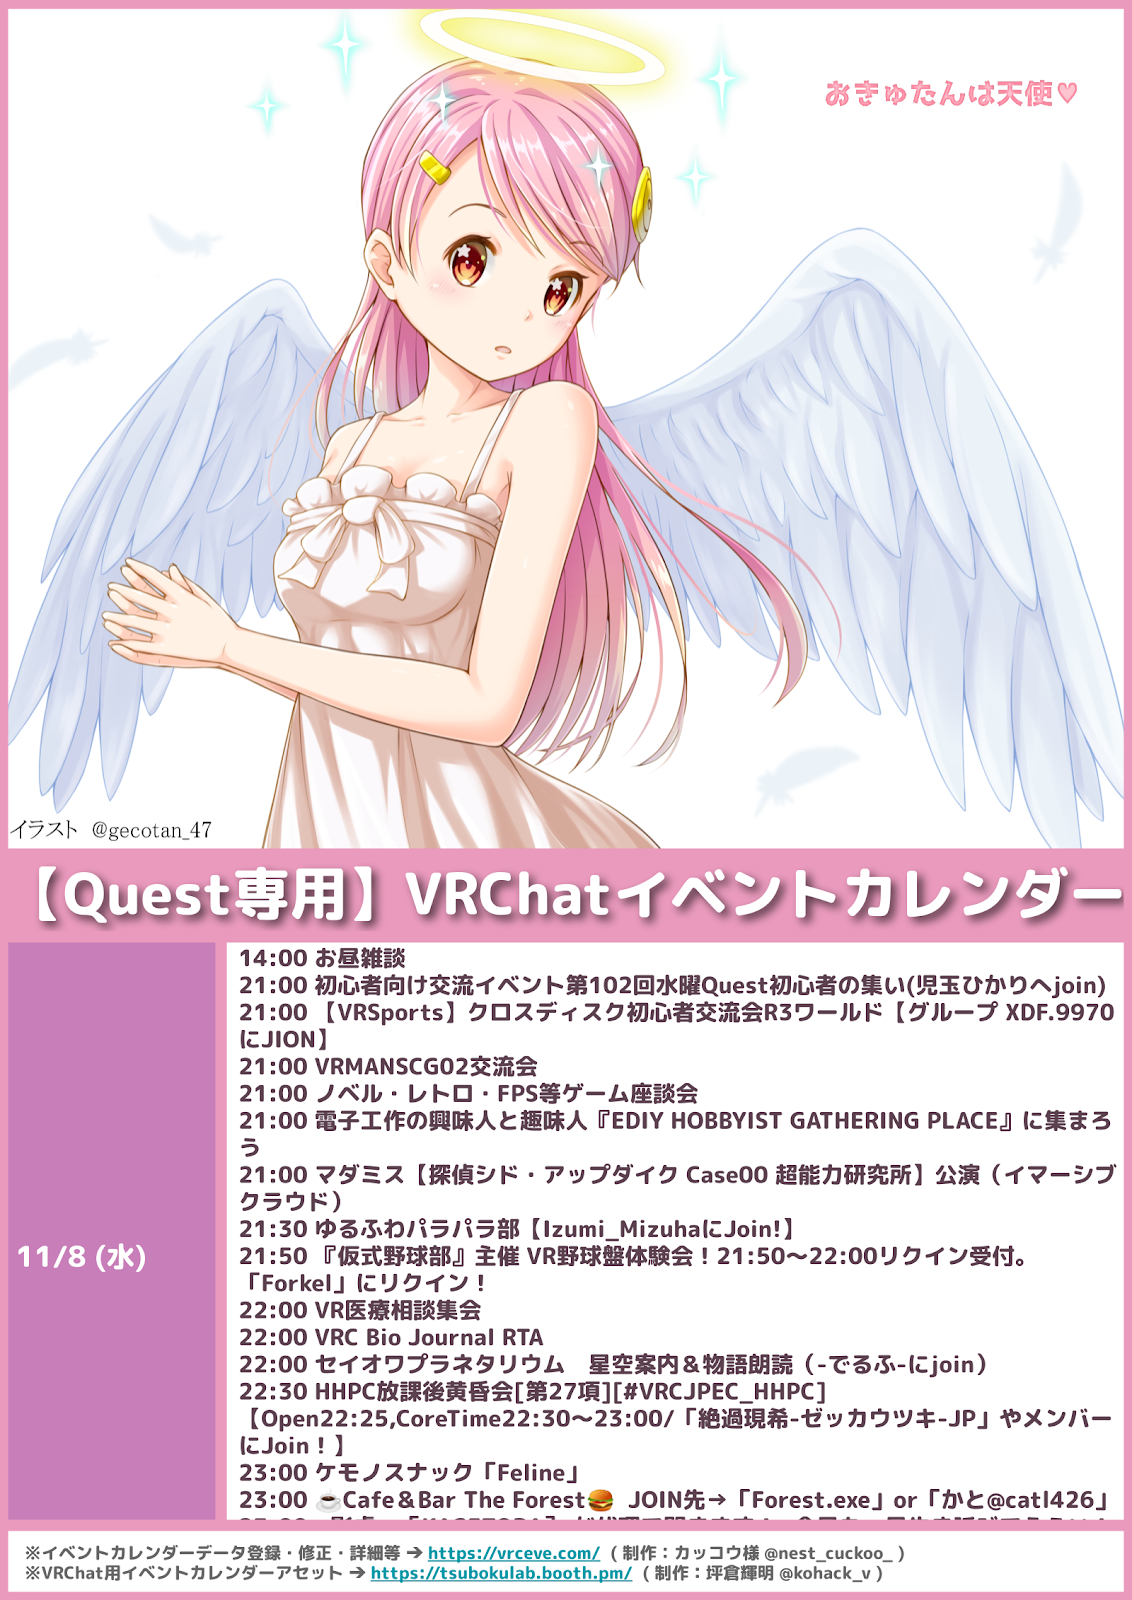 おきゅたんは天使♥
イラスト @gecotan_47
【Quest専用】VRChatイベントカレンダー
11/8 (水)
14:00 お昼雑談
21:00 初心者向け交流イベント第102回水曜Quest初心者の集い(児玉ひかりへjoin)
21:00 【VRSports】クロスディスク初心者交流会R3ワールド【グループ XDF.9970
にJION】
21:00 VRMANSCG02交流会
21:00 ノベル・レトロ・FPS等ゲーム座談会
21:00 電子工作の興味人と趣味人『EDIY HOBBYIST GATHERING PLACE』に集まろ
う
21:00 マダミス【探偵シド・アップダイク Case00 超能力研究所】公演（イマーシブ
クラウド）
21:30 ゆるふわパラパラ部【Izumi_MizuhaにJoin!】
21:50 『仮式野球部』主催 VR野球盤体験会！21:50～22:00リクイン受付。
「Forkel」にリクイン！
22:00 VR医療相談集会
22:00 VRC Bio Journal RTA
22:00 セイオワプラネタリウム　星空案内＆物語朗読（-でるふ-にjoin）
22:30 HHPC放課後黄昏会[第27項][#VRCJPEC_HHPC]
【Open22:25,CoreTime22:30～23:00/「絶過現希-ゼッカウツキ-JP」やメンバー
にJoin！】
23:00 ケモノスナック「Feline」
23:00 ☕Cafe＆Bar The Forest🍔 JOIN先→「Forest.exe」or「かと@catl426」
※イベントカレンダーデータ登録・修正・詳細等 ➔ https://vrceve.com/ ( 制作：カッコウ様 @nest_cuckoo_ )
※VRChat用イベントカレンダーアセット ➔ https://tsubokulab.booth.pm/ ( 制作：坪倉輝明 @kohack_v )